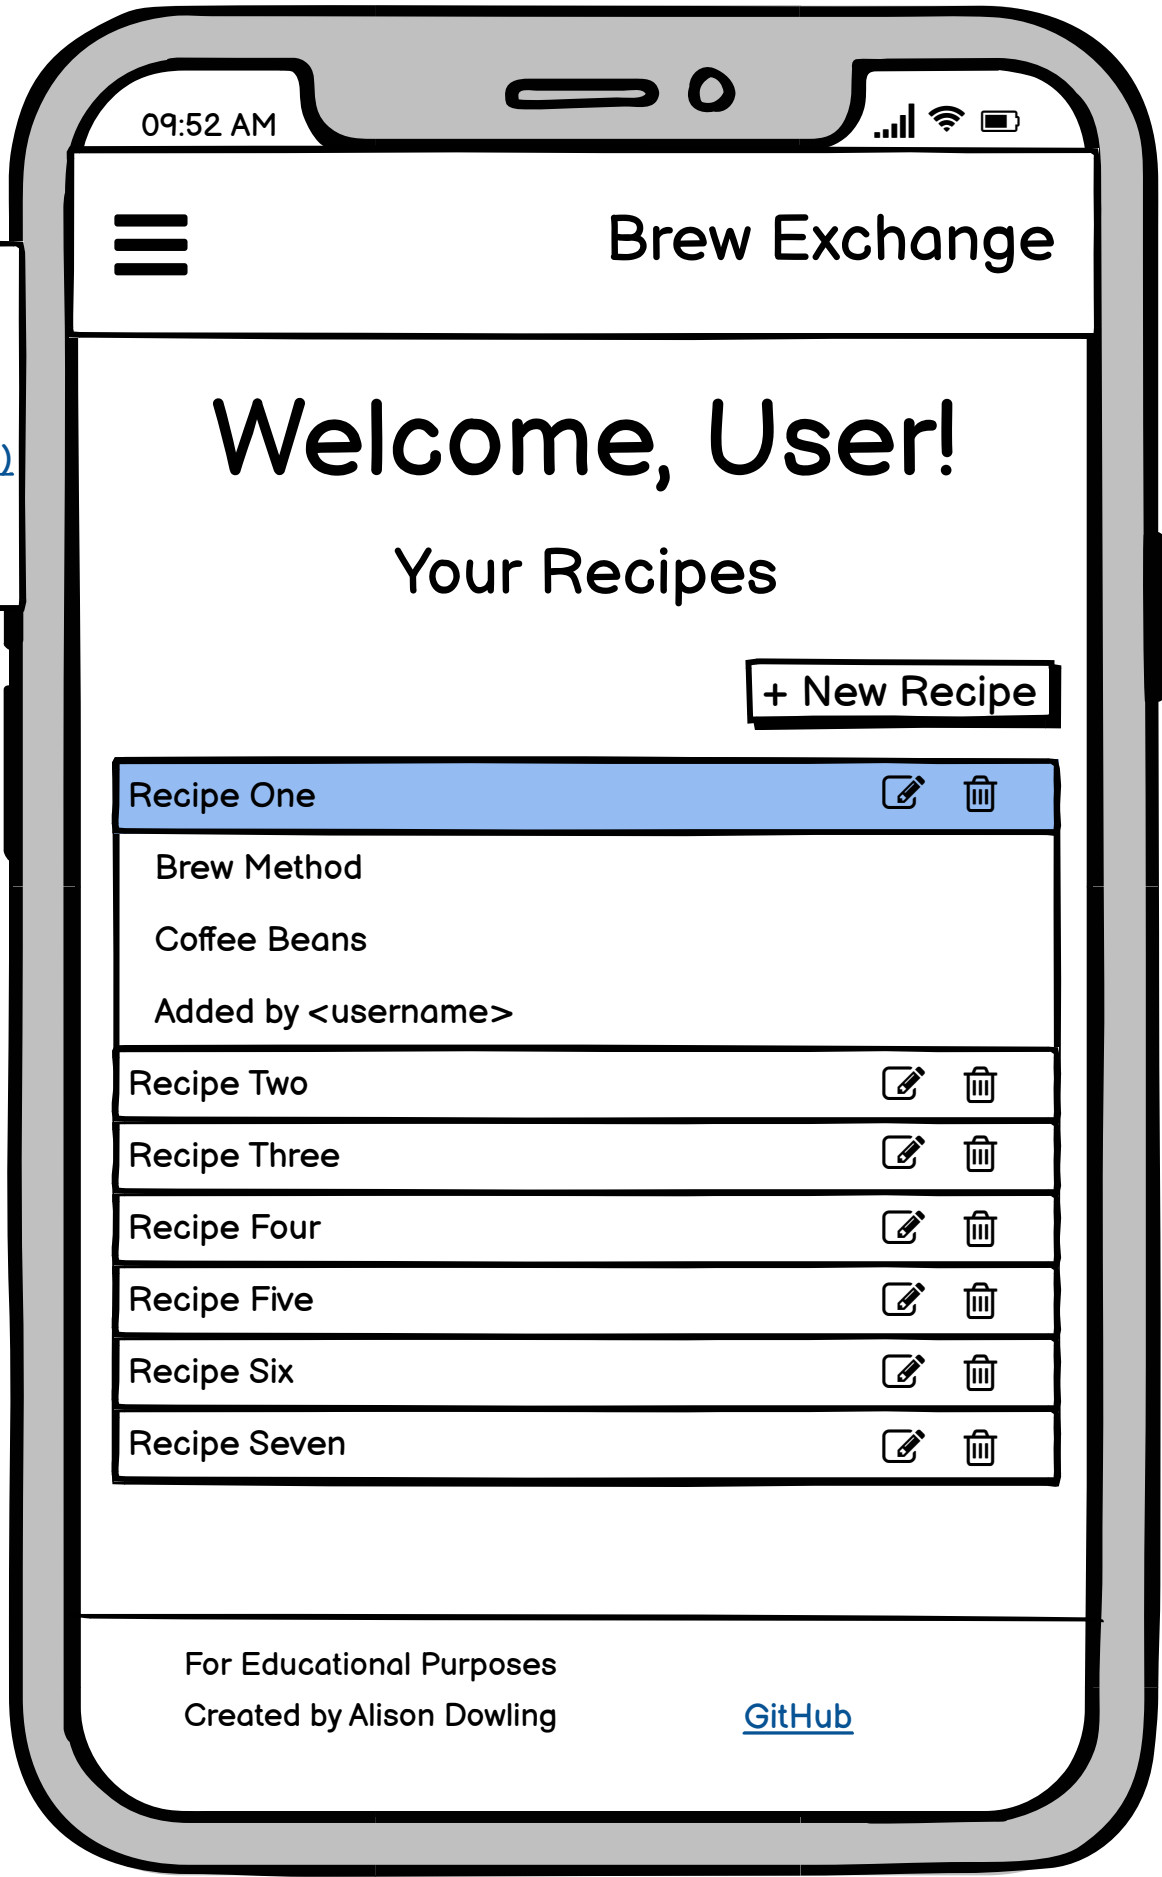 09:52 AM
Brew Exchange
Welcome, User!
Your Recipes
+ New Recipe
Recipe One
Brew Method
Coffee Beans
Added by <username>
Recipe Two
Recipe Three
Recipe Four
Recipe Five
Recipe Six
Recipe Seven
For Educational Purposes
Created by Alison Dowling
GitHub
)